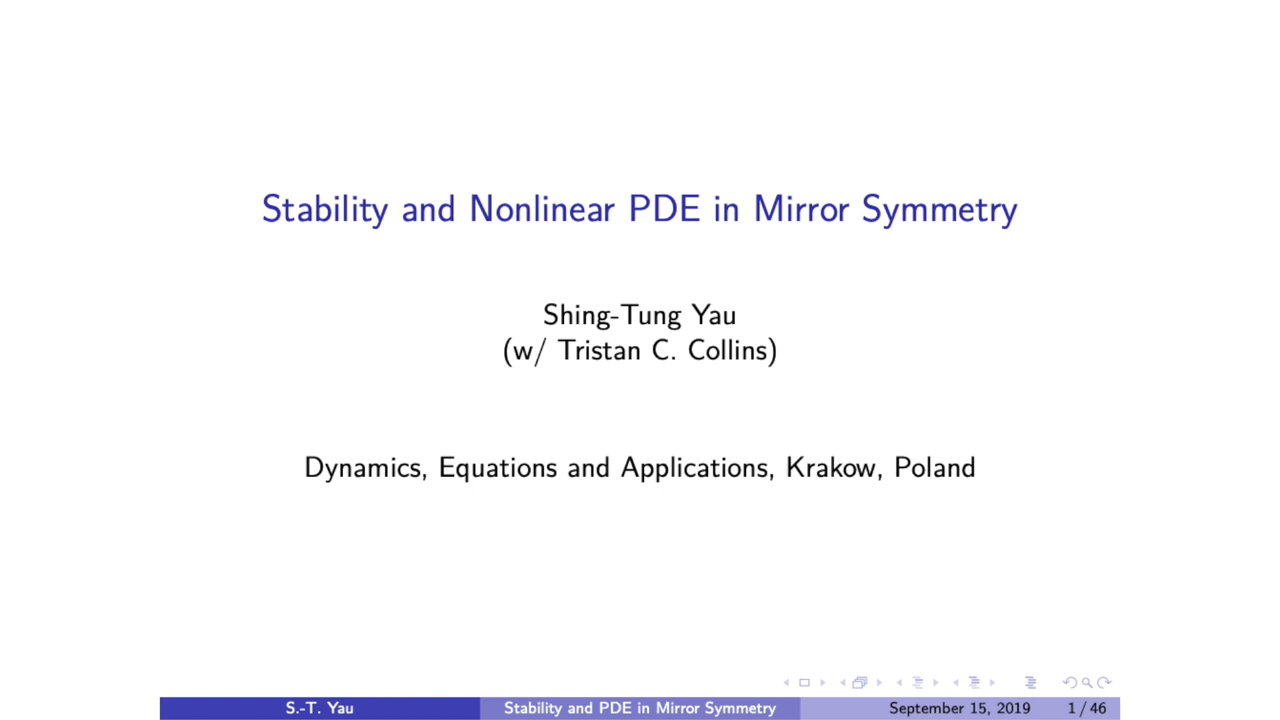 Stability and Nonlinear PDE in Mirror Symmetry
Shing-Tung Yau
(w/ Tristan C. Collins)
Dynamics, Equations and Applications, Krakow, Poland
S.-T. Yau Stability and PDE in Mirror Symmetry September 15, 2019 1 / 46